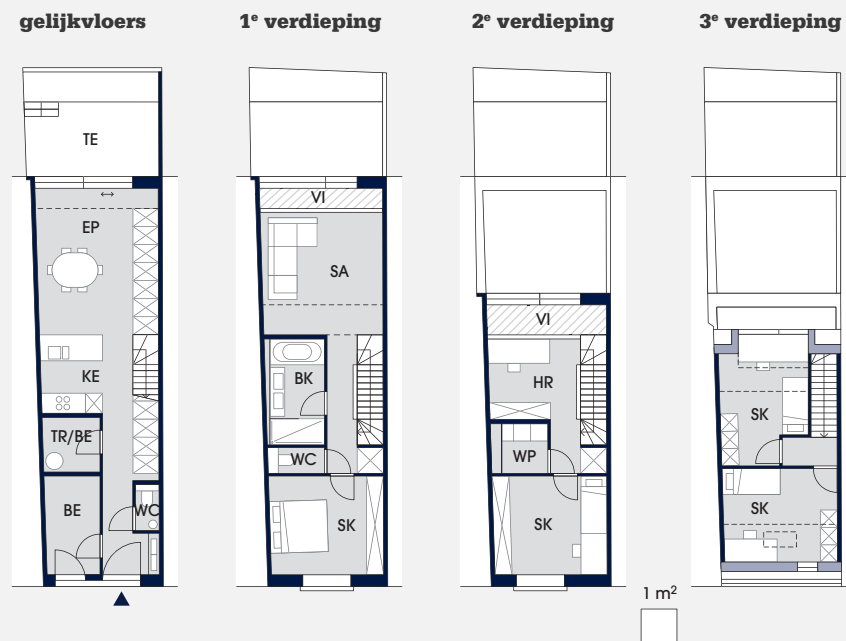 gelijkvloers
1e verdieping
2e verdieping
3e verdieping
TE
EP
KE
TR/BE
BE
WC
VI
SA
BK
WC
SK
VI
HR
WP
SK
SK
SK
1 m²